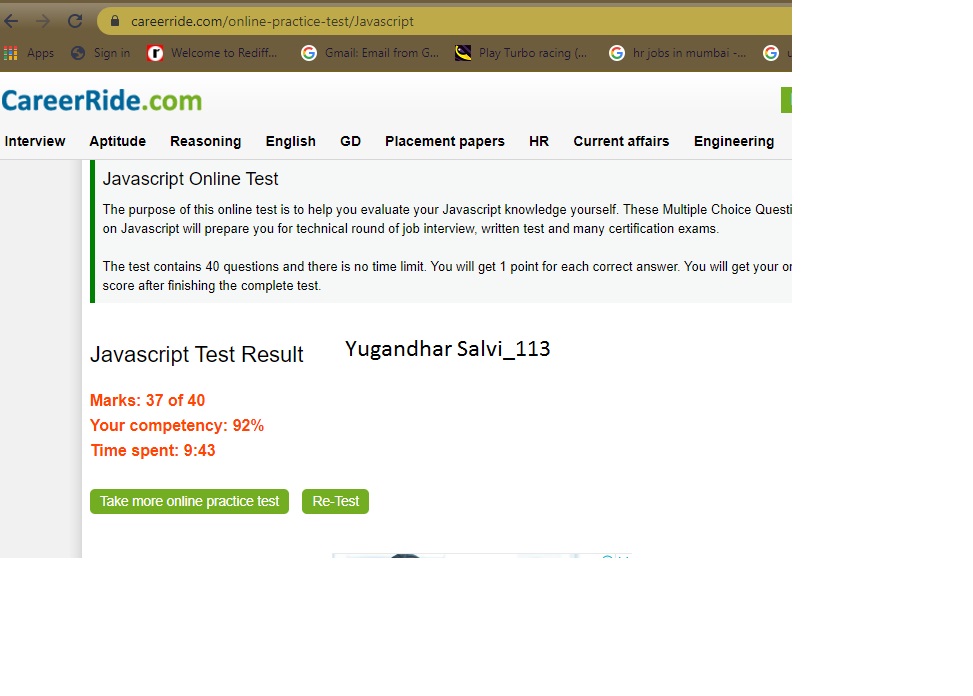 careerride.com/online-practice-test/Javascript
Apps Sign in Welcome to Rediff... Gmail: Email from G... Play Turbo racing (... hr jobs in mumbai -...
CareerRide.com
Interview Aptitude Reasoning English GD Placement papers HR Current affairs Engineering
Javascript Online Test
The purpose of this online test is to help you evaluate your Javascript knowledge yourself. These Multiple Choice Questi
on Javascript will prepare you for technical round of job interview, written test and many certification exams.
The test contains 40 questions and there is no time limit. You will get 1 point for each correct answer. You will get your or
score after finishing the complete test.
Javascript Test Result Yugandhar Salvi_113
Marks: 37 of 40
Your competency: 92%
Time spent: 9:43
Take more online practice test Re-Test